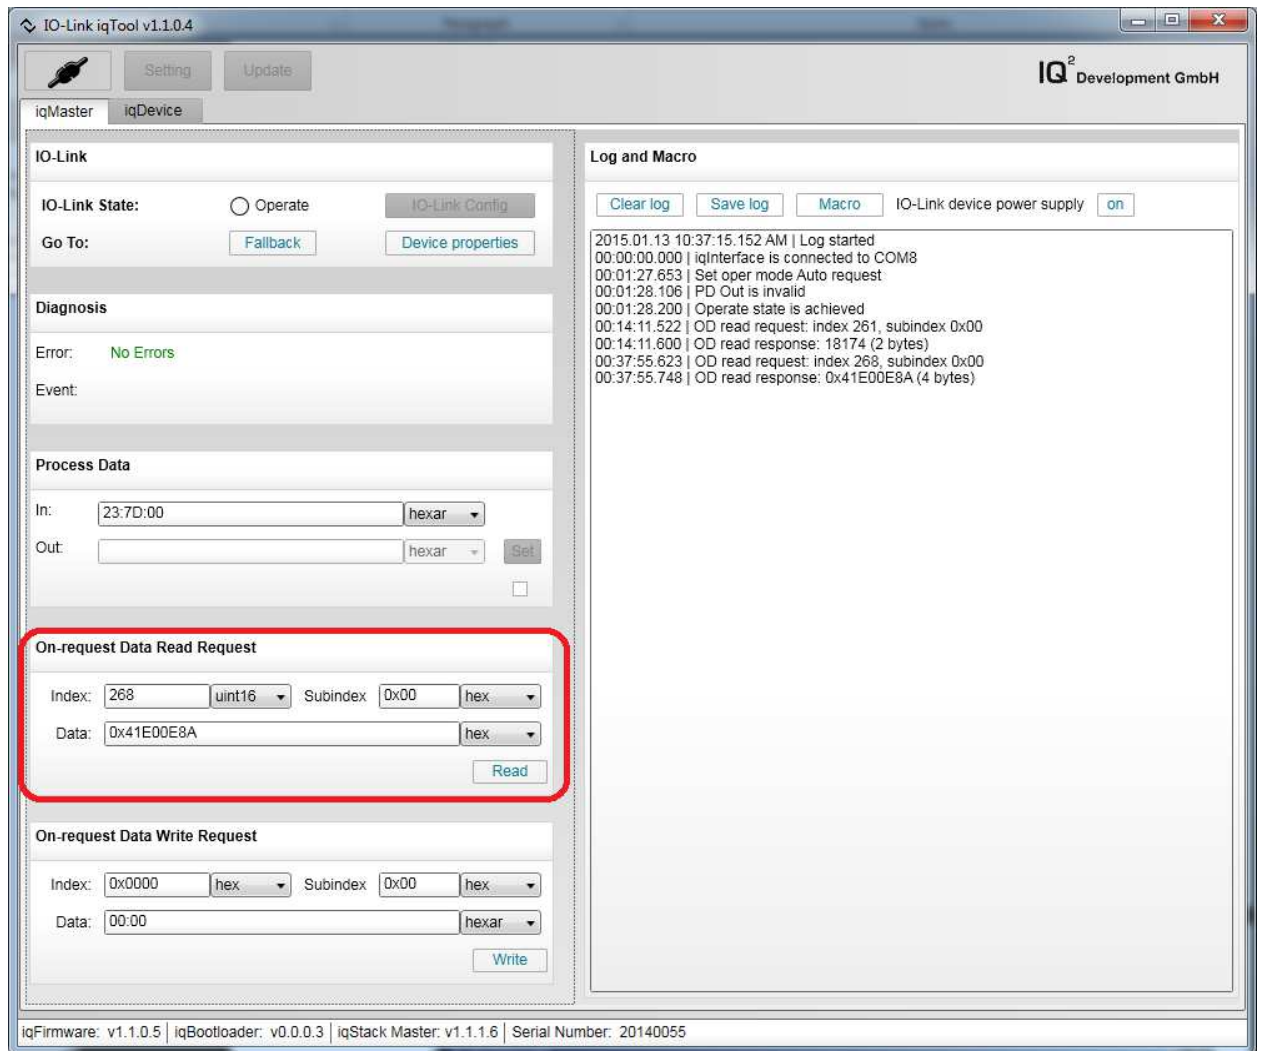 IO-Link iqTool v1.1.0.4
Setting Update
IQ² Development GmbH
iqMaster iqDevice
IO-Link
IO-Link State: Operate IO-Link Config
Go To: Fallback Device properties
Diagnosis
Error: No Errors
Event:
Process Data
In: 23:7D:00 hexar
Out: hexar Set
On-request Data Read Request
Index: 268 uint16 Subindex 0x00 hex
Data: 0x41E00E8A hex
Read
On-request Data Write Request
Index: 0x0000 hex Subindex 0x00 hex
Data: 00:00 hexar
Write
Log and Macro
Clear log Save log Macro IO-Link device power supply on
2015.01.13 10:37:15.152 AM | Log started
00:00:00.000 | iqInterface is connected to COM8
00:01:27.653 | Set oper mode Auto request
00:01:28.106 | PD Out is invalid
00:01:28.200 | Operate state is achieved
00:14:11.522 | OD read request: index 261, subindex 0x00
00:14:11.600 | OD read response: 18174 (2 bytes)
00:37:55.623 | OD read request: index 268, subindex 0x00
00:37:55.748 | OD read response: 0x41E00E8A (4 bytes)
iqFirmware: v1.1.0.5 | iqBootloader: v0.0.0.3 | iqStack Master: v1.1.1.6 | Serial Number: 20140055